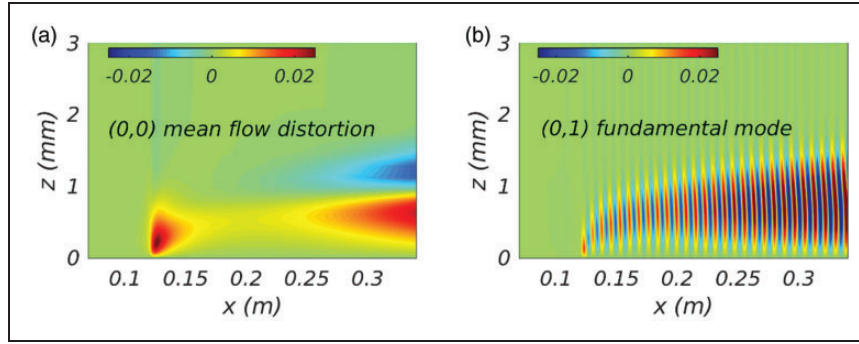 (a)
3
-0.02 0 0.02
2
(0,0) mean flow distortion
z (mm)
1
0
0.1 0.15 0.2 0.25 0.3
x (m)
(b)
3
-0.02 0 0.02
2
(0,1) fundamental mode
z (mm)
1
0
0.1 0.15 0.2 0.25 0.3
x (m)